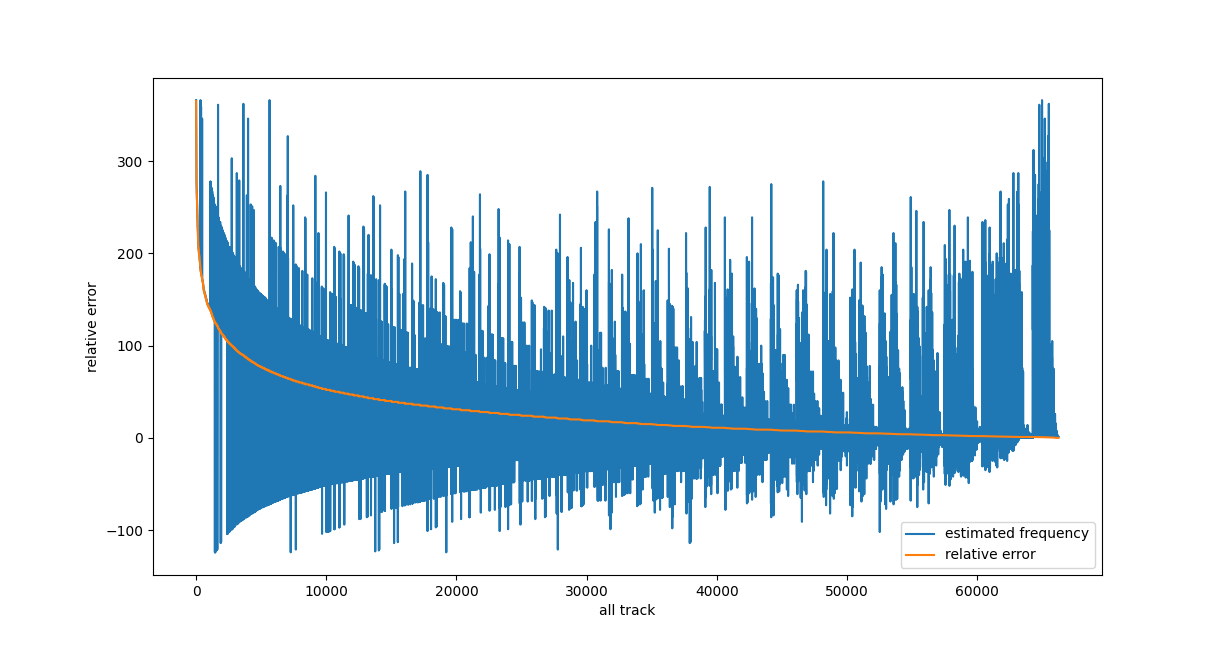 300
200
100
0
−100
relative error
0 10000 20000 30000 40000 50000 60000
all track
estimated frequency
relative error